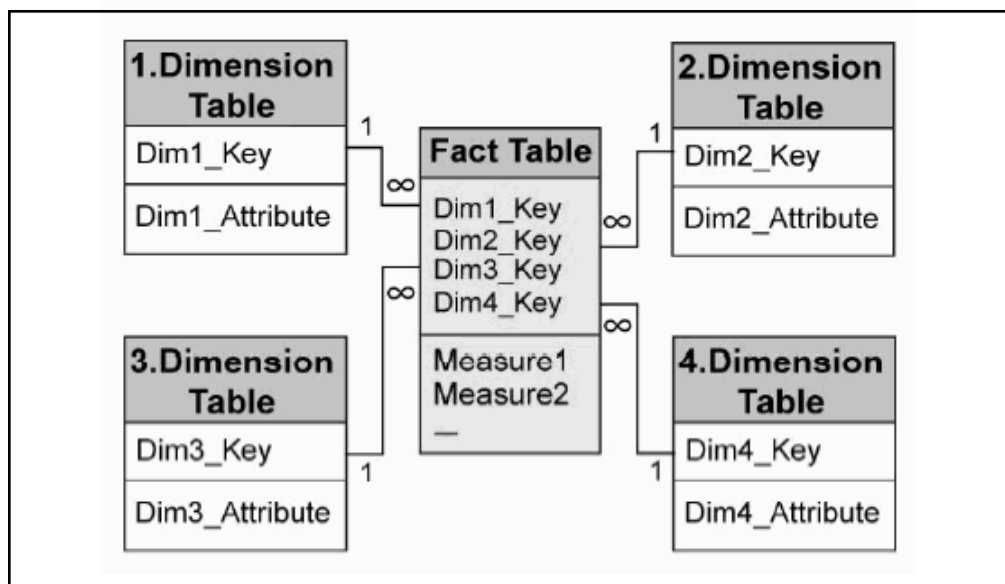 1.Dimension
Table
Dim1_Key
Dim1_Attribute
1
∞
Fact Table
Dim1_Key
Dim2_Key
Dim3_Key
Dim4_Key
Measure1
Measure2
—
2.Dimension
Table
Dim2_Key
Dim2_Attribute
1
∞
3.Dimension
Table
Dim3_Key
Dim3_Attribute
1
∞
4.Dimension
Table
Dim4_Key
Dim4_Attribute
1
∞